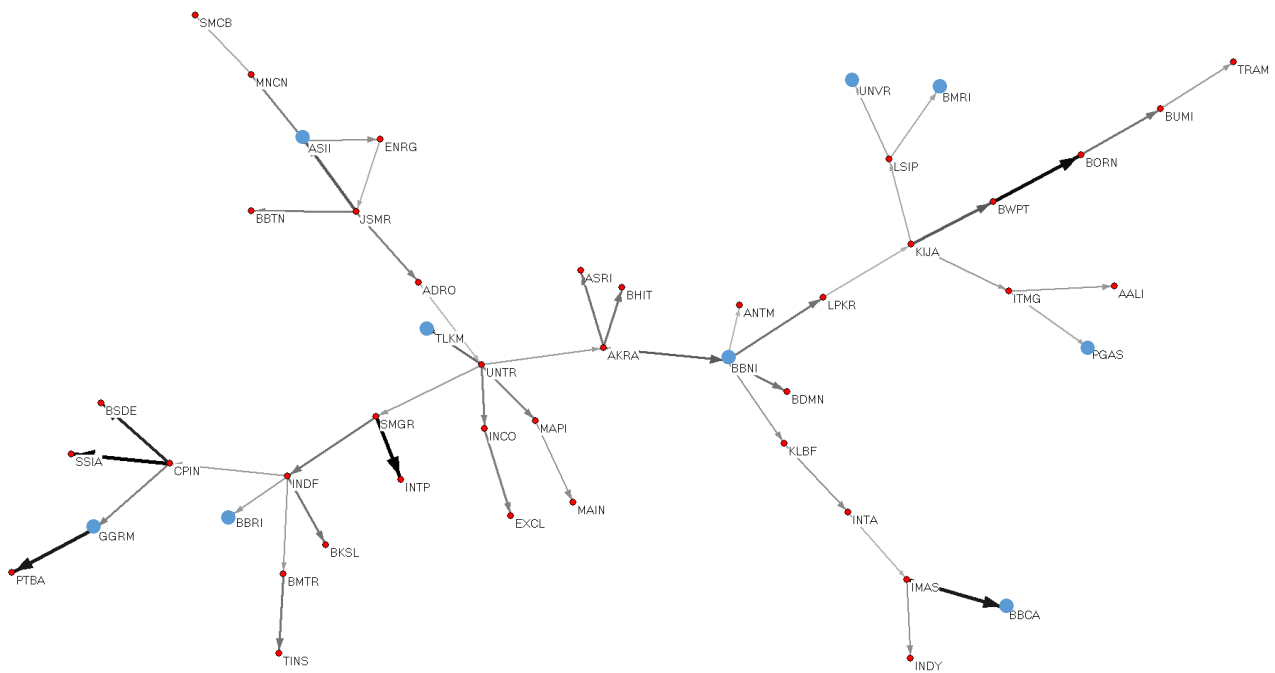 SMCB
TRAM
MNCN
UNVR
BMRI
BUMI
ASII
ENRG
BORN
LSIP
BBTN
JSMR
BWPT
KIJA
ASRI
ADRO
BHIT
ITMG
AALI
ANTM
LPKR
TLKM
AKRA
PGAS
BBNI
UNTR
BDMN
BSDE
SMGR
INCO
MAPI
KLBF
SSIA
CPIN
INDF
INTP
MAIN
INTA
BBRI
EXCL
GGRM
BKSL
PTBA
BMTR
IMAS
BBCA
TINS
INDY